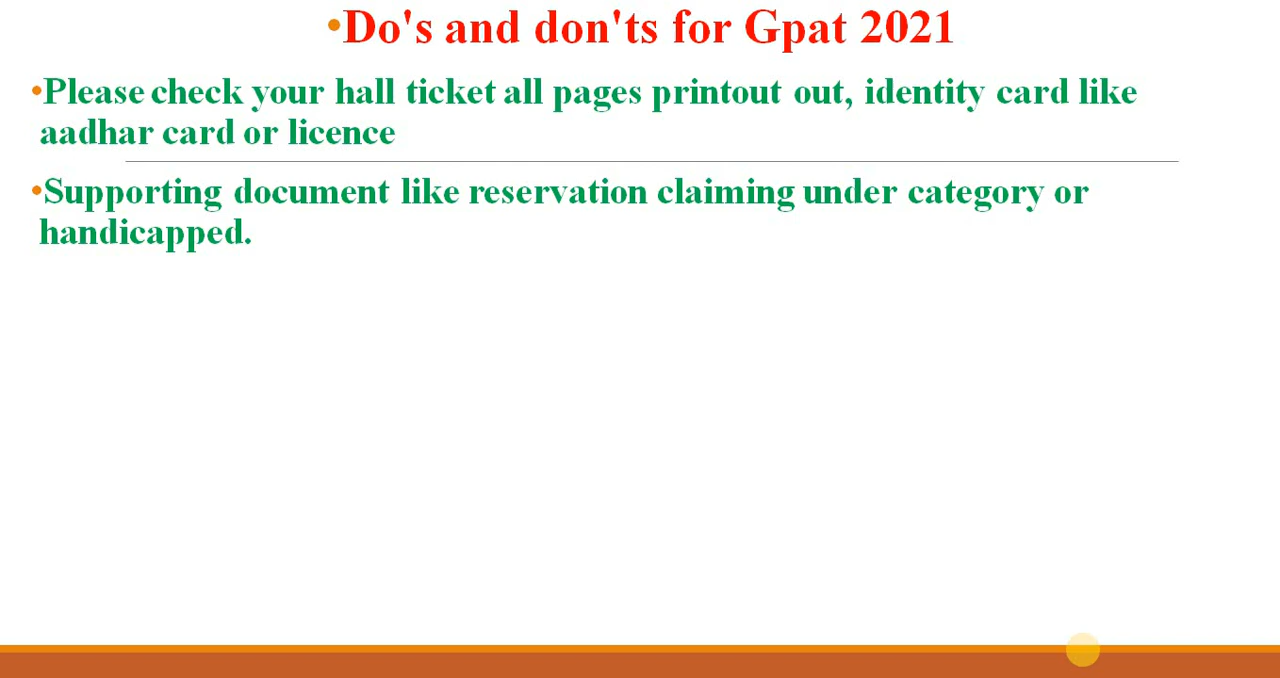 •Do's and don'ts for Gpat 2021
•Please check your hall ticket all pages printout out, identity card like
aadhar card or licence
•Supporting document like reservation claiming under category or
handicapped.